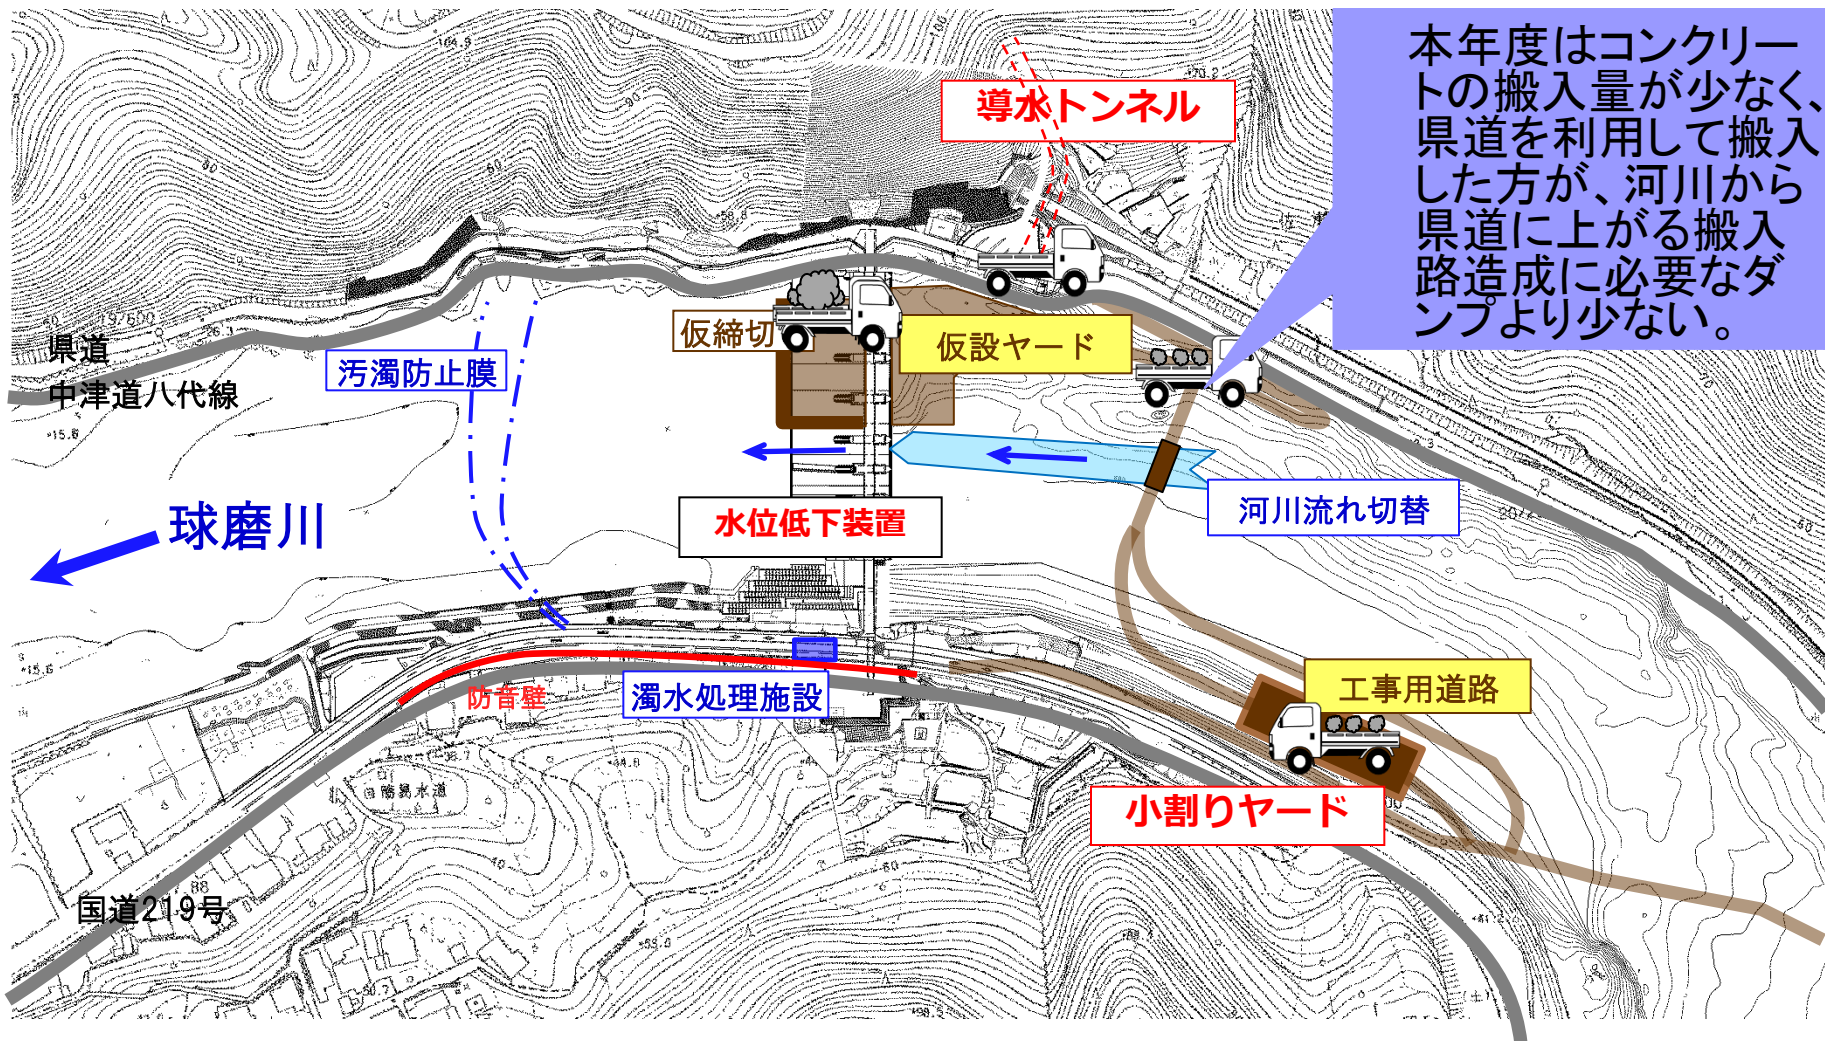 本年度はコンクリー
トの搬入量が少なく、
県道を利用して搬入
した方が、河川から
県道に上がる搬入
路造成に必要なダ
ンプより少ない。
導水トンネル
仮締切
仮設ヤード
県道
中津道八代線
汚濁防止膜
河川流れ切替
水位低下装置
球磨川
工事用道路
防音壁
濁水処理施設
小割りヤード
国道219号